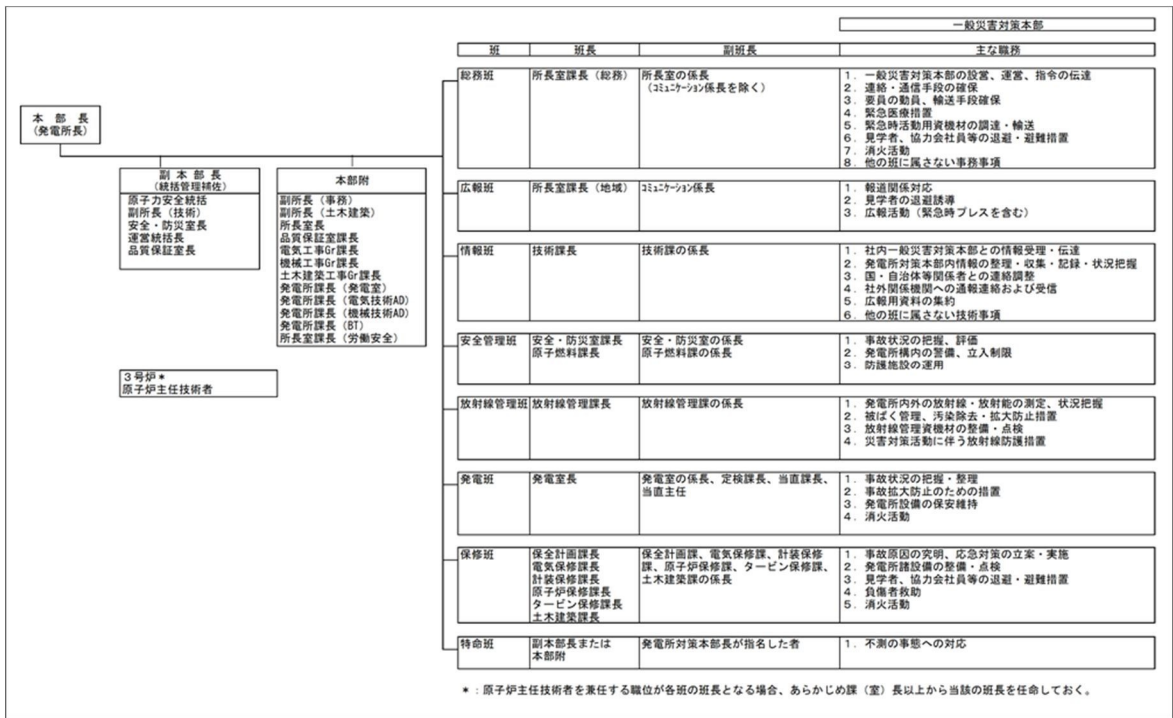 一般災害対策本部
班 班長 副班長 主な職務
本部長
(発電所長)
副本部長
(統括管理補佐)
原子力安全統括
副所長(技術)
安全・防災室長
運営統括長
品質保証室長
本部附
副所長(事務)
副所長(土木建築)
所長室長
品質保証室課長
電気工事Gr課長
機械工事Gr課長
土木建築工事Gr課長
発電所課長(発電室)
発電所課長(電気技術AD)
発電所課長(機械技術AD)
発電所課長(BT)
所長室課長(労働安全)
3号炉*
原子炉主任技術者
総務班
所長室課長(総務)
所長室の係長
(コミュニケーション係長を除く)
1.一般災害対策本部の設営、運営、指令の伝達
2.連絡・通信手段の確保
3.要員の動員、輸送手段確保
4.緊急医療措置
5.緊急時活動用資機材の調達・輸送
6.見学者、協力会社員等の退避・避難措置
7.消火活動
8.他の班に属さない事務事項
広報班
所長室課長(地域)
コミュニケーション係長
1.報道関係対応
2.見学者の退避誘導
3.広報活動(緊急時プレスを含む)
情報班
技術課長
技術課の係長
1.社内一般災害対策本部との情報受理・伝達
2.発電所対策本部内情報の整理・収集・記録・状況把握
3.国・自治体等関係者との連絡調整
4.社外関係機関への通報連絡および受信
5.広報用資料の集約
6.他の班に属さない技術事項
安全管理班
安全・防災室課長
原子燃料課長
安全・防災室の係長
原子燃料課の係長
1.事故状況の把握、評価
2.発電所構内の警備、立入制限
3.防護施設の運用
放射線管理班
放射線管理課長
放射線管理課の係長
1.発電所内外の放射線・放射能の測定、状況把握
2.被ばく管理、汚染除去・拡大防止措置
3.放射線管理資機材の整備・点検
4.災害対策活動に伴う放射線防護措置
発電班
発電室長
発電室の係長、定検課長、当直課長、
当直主任
1.事故状況の把握・整理
2.事故拡大防止のための措置
3.発電所設備の保安維持
4.消火活動
保修班
保全計画課長
電気保修課長
計装保修課長
原子炉保修課長
タービン保修課長
土木建築課長
保全計画課、電気保修課、計装保修
課、原子炉保修課、タービン保修課、
土木建築課の係長
1.事故原因の究明、応急対策の立案・実施
2.発電所諸設備の整備・点検
3.見学者、協力会社員等の退避・避難措置
4.負傷者救助
5.消火活動
特命班
副本部長または
本部附
発電所対策本部長が指名した者
1.不測の事態への対応
*:原子炉主任技術者を兼任する職位が各班の班長となる場合、あらかじめ課(室)長以上から当該の班長を任命しておく。